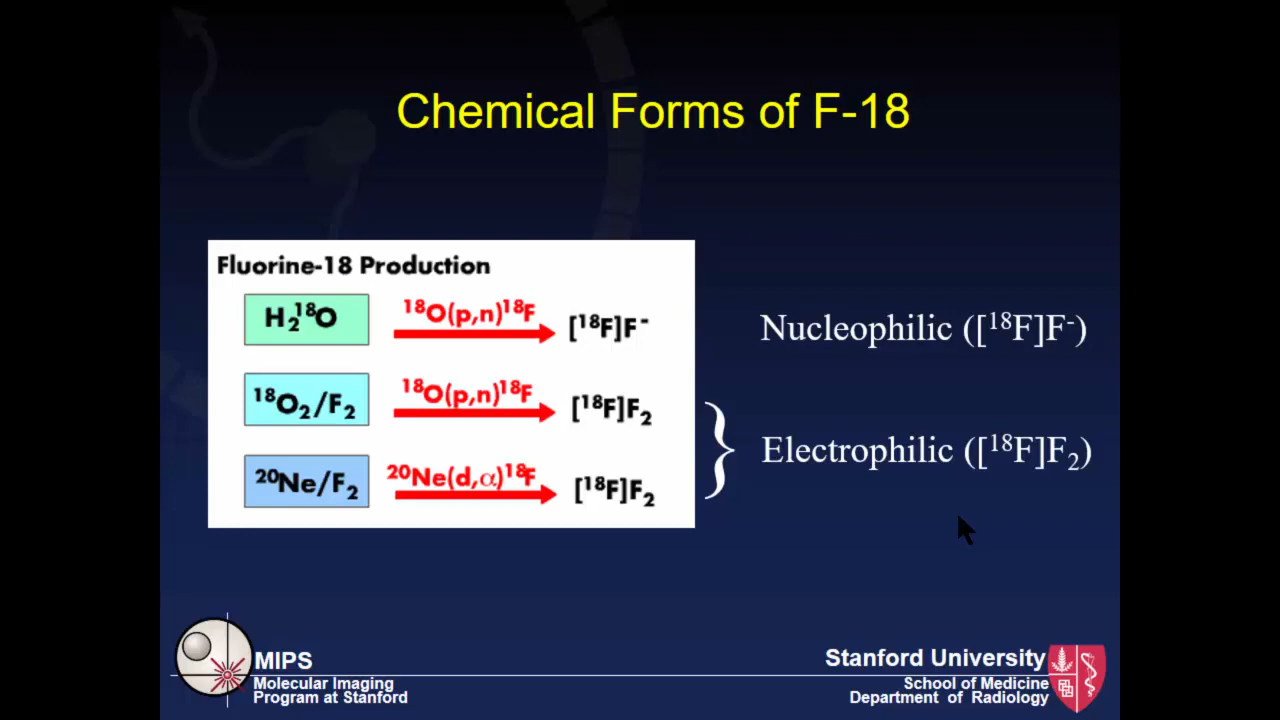 Chemical Forms of F-18
Fluorine-18 Production
H₂¹⁸O
¹⁸O(p,n)¹⁸F
[¹⁸F]F⁻
Nucleophilic ([¹⁸F]F⁻)
¹⁸O₂/F₂
¹⁸O(p,n)¹⁸F
[¹⁸F]F₂
Electrophilic ([¹⁸F]F₂)
²⁰Ne/F₂
²⁰Ne(d,α)¹⁸F
[¹⁸F]F₂
MIPS
Molecular Imaging
Program at Stanford
Stanford University
School of Medicine
Department of Radiology